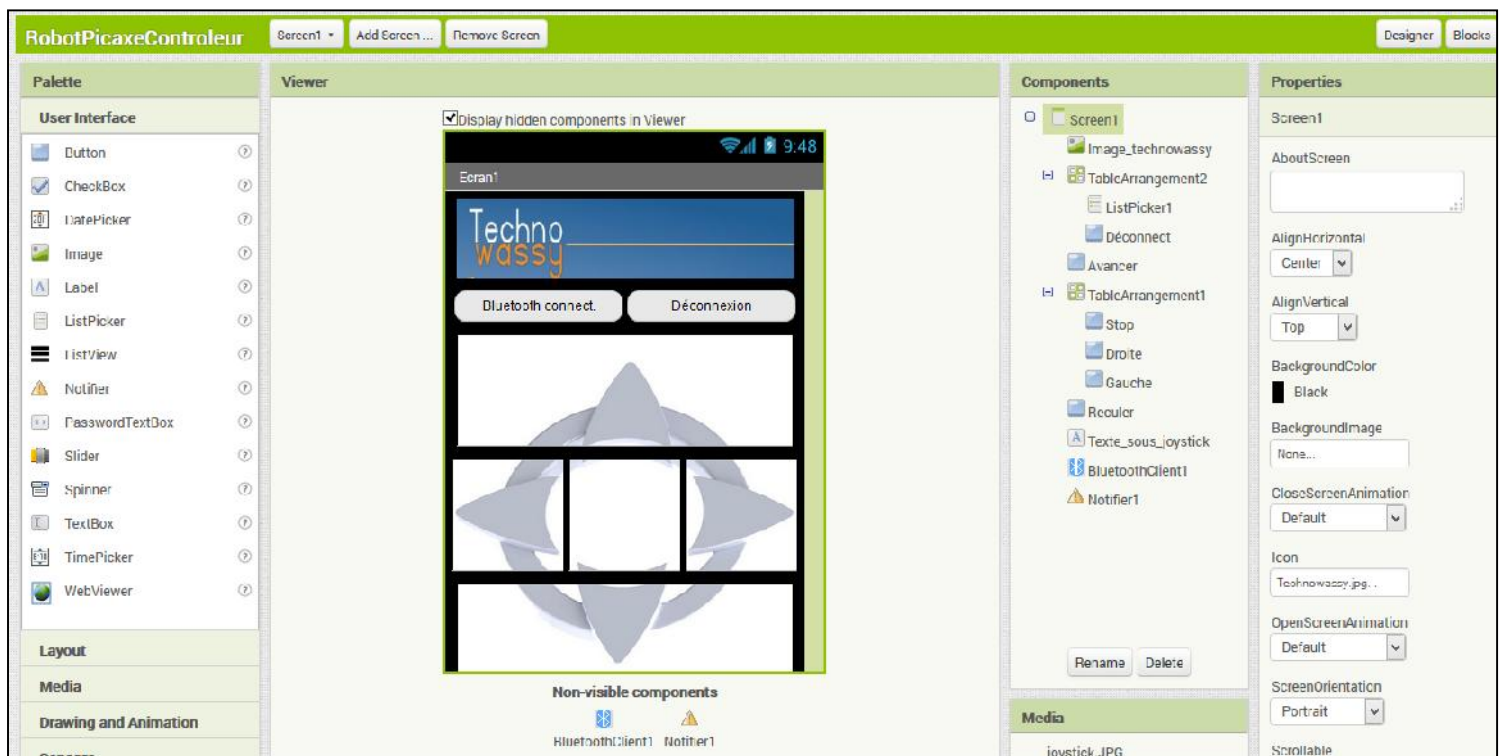 RobotPicaxeControleur
Screen1
Add Screen ...
Remove Screen
Designer
Blocks
Palette
User Interface
Button
CheckBox
DatePicker
Image
Label
ListPicker
ListView
Notifier
PasswordTextBox
Slider
Spinner
TextBox
TimePicker
WebViewer
Layout
Media
Drawing and Animation
Viewer
Display hidden components in Viewer
9:48
Ecran1
Techno
wassy
Bluetooth connect.
Déconnexion
Non-visible components
BluetoothClient1
Notifier1
Components
Screen1
Image_technowassy
TableArrangement2
ListPicker1
Déconnect
Avancer
TableArrangement1
Stop
Droite
Gauche
Reculer
Texte_sous_joystick
BluetoothClient1
Notifier1
Rename
Delete
Media
joystick.JPG
Properties
Screen1
AboutScreen
AlignHorizontal
Center
AlignVertical
Top
BackgroundColor
Black
BackgroundImage
None...
CloseScreenAnimation
Default
Icon
Technowassy.jpg...
OpenScreenAnimation
Default
ScreenOrientation
Portrait
Scrollable